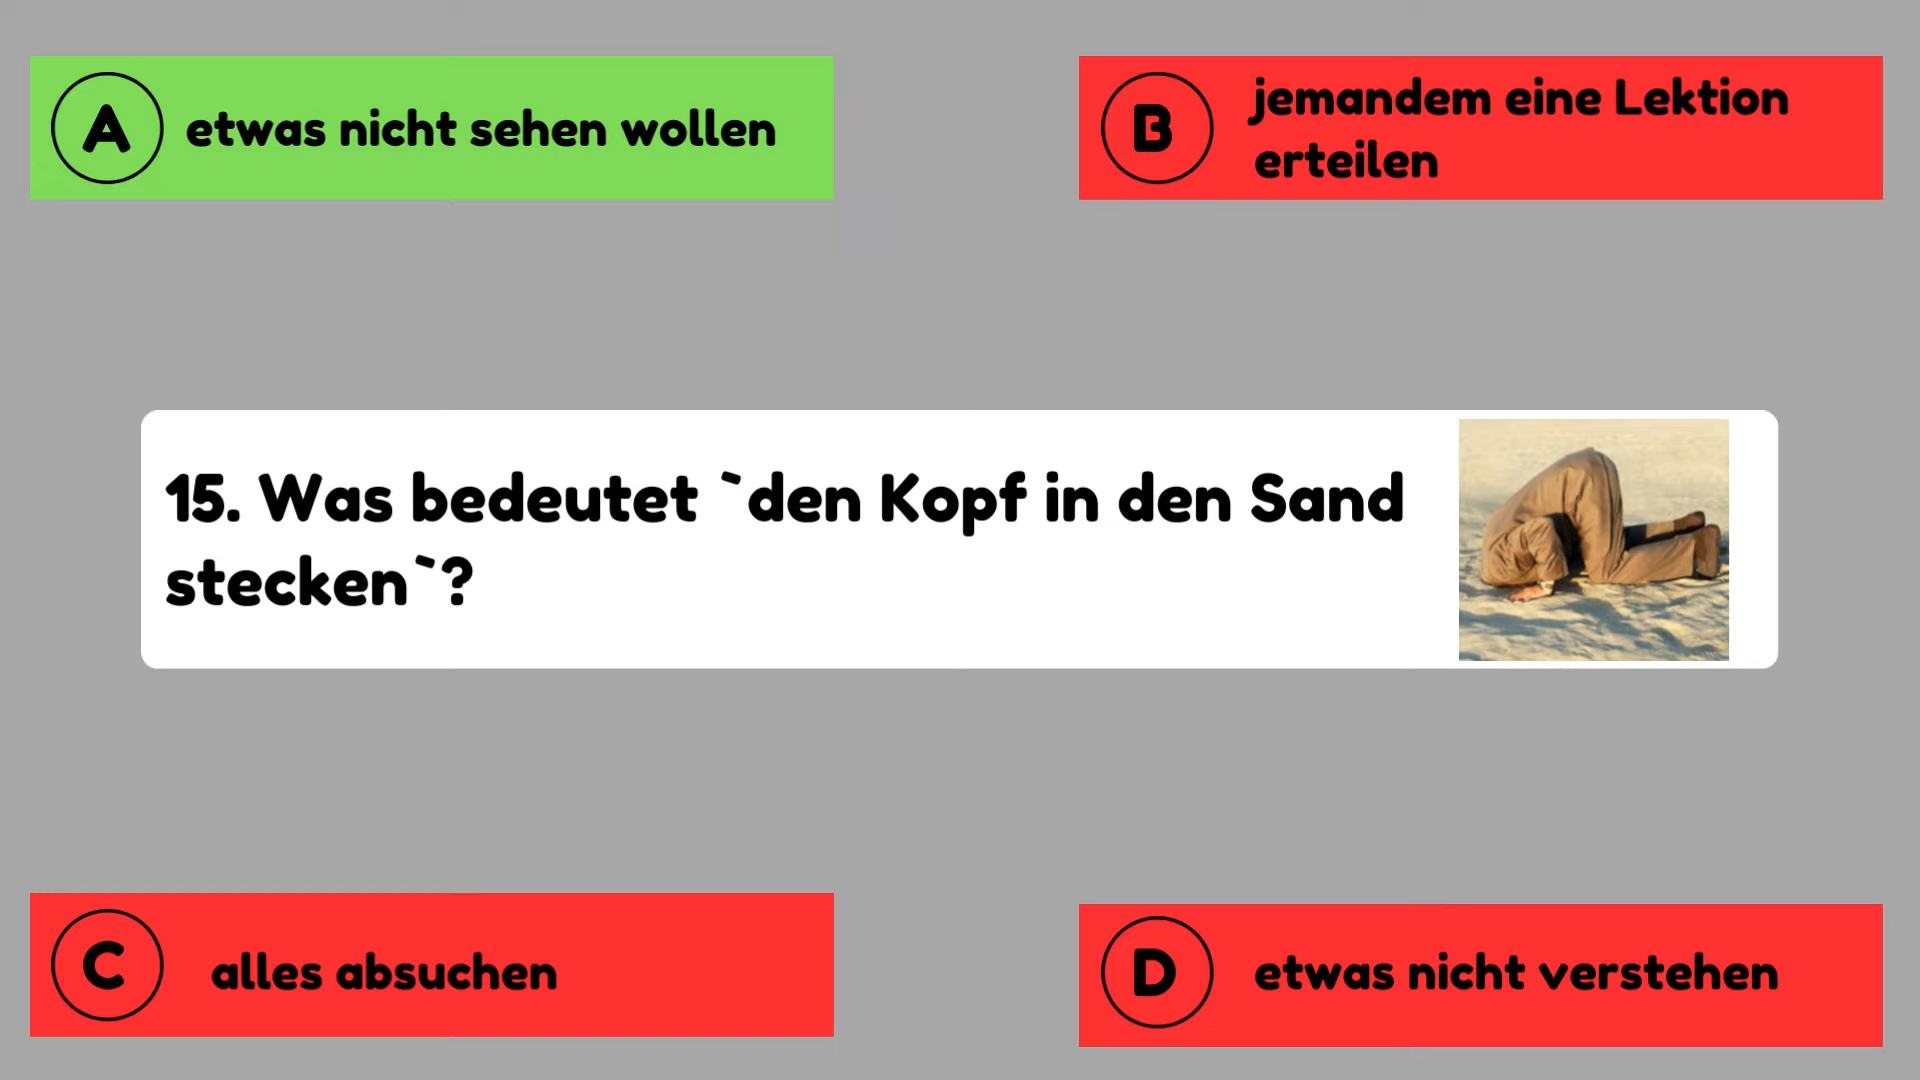 A
etwas nicht sehen wollen
B
jemandem eine Lektion
erteilen
15. Was bedeutet `den Kopf in den Sand
stecken`?
C
alles absuchen
D
etwas nicht verstehen